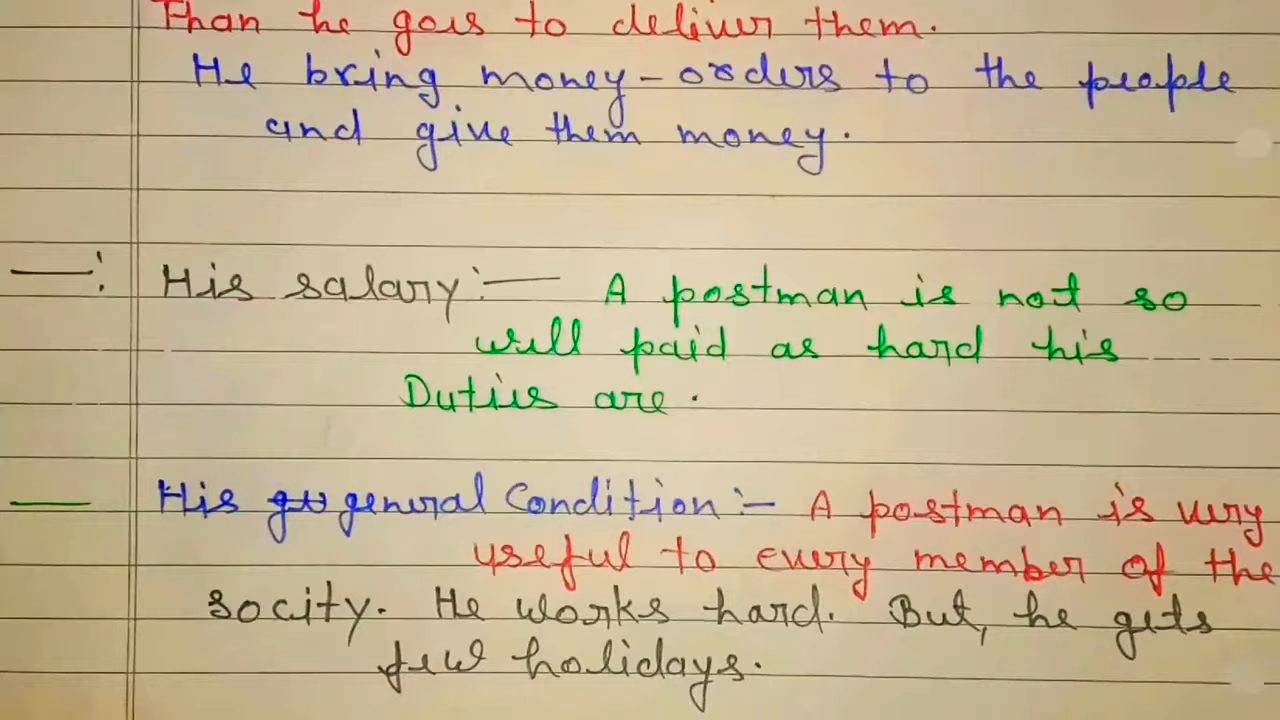 Than he goes to deliver them.
He bring money-orders to the people
and give them money.
—: His salary:— A postman is not so
well paid as hard his
Duties are.
— His ge general Condition:- A postman is very
useful to every member of the
socity. He works hard. But, he gets
few holidays.